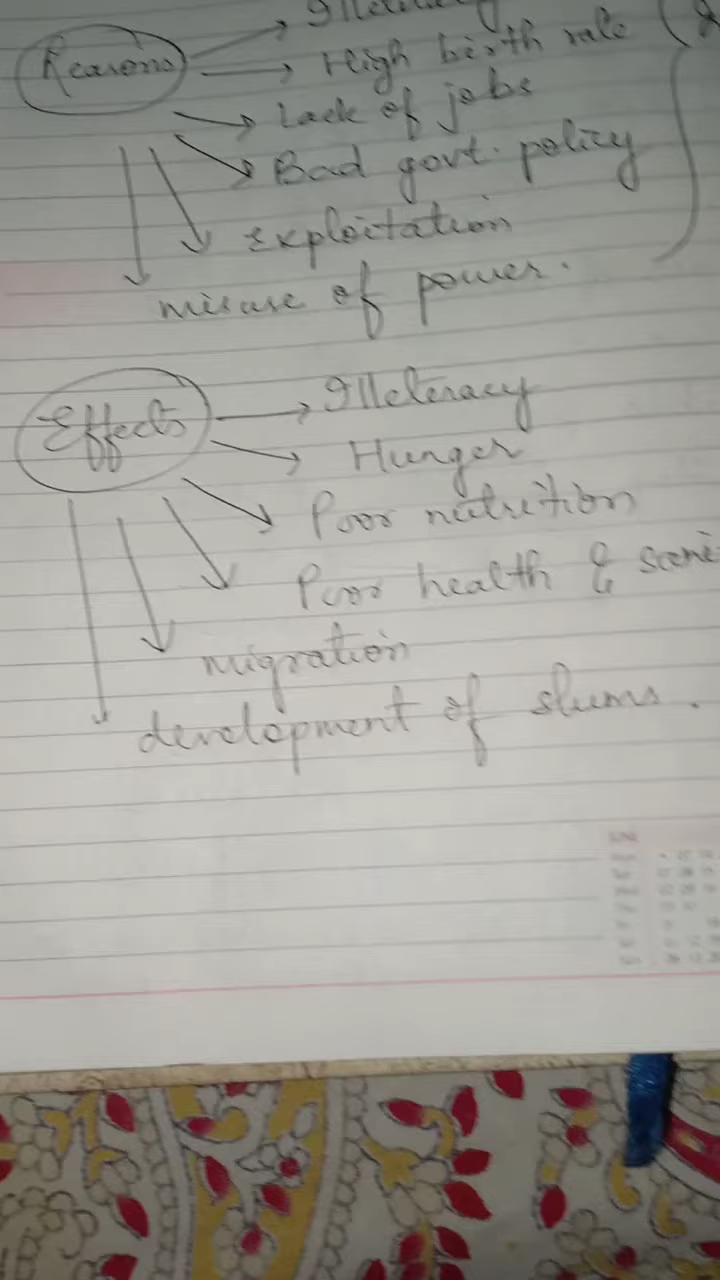 Illetera
Reasons → High birth rate (
→ Lack of jobs
→ Bad govt. policy
exploitation
misuse of power.
Effects → Illeteracy
→ Hunger
Poor nutrition
Poor health &
migration
development of slums.